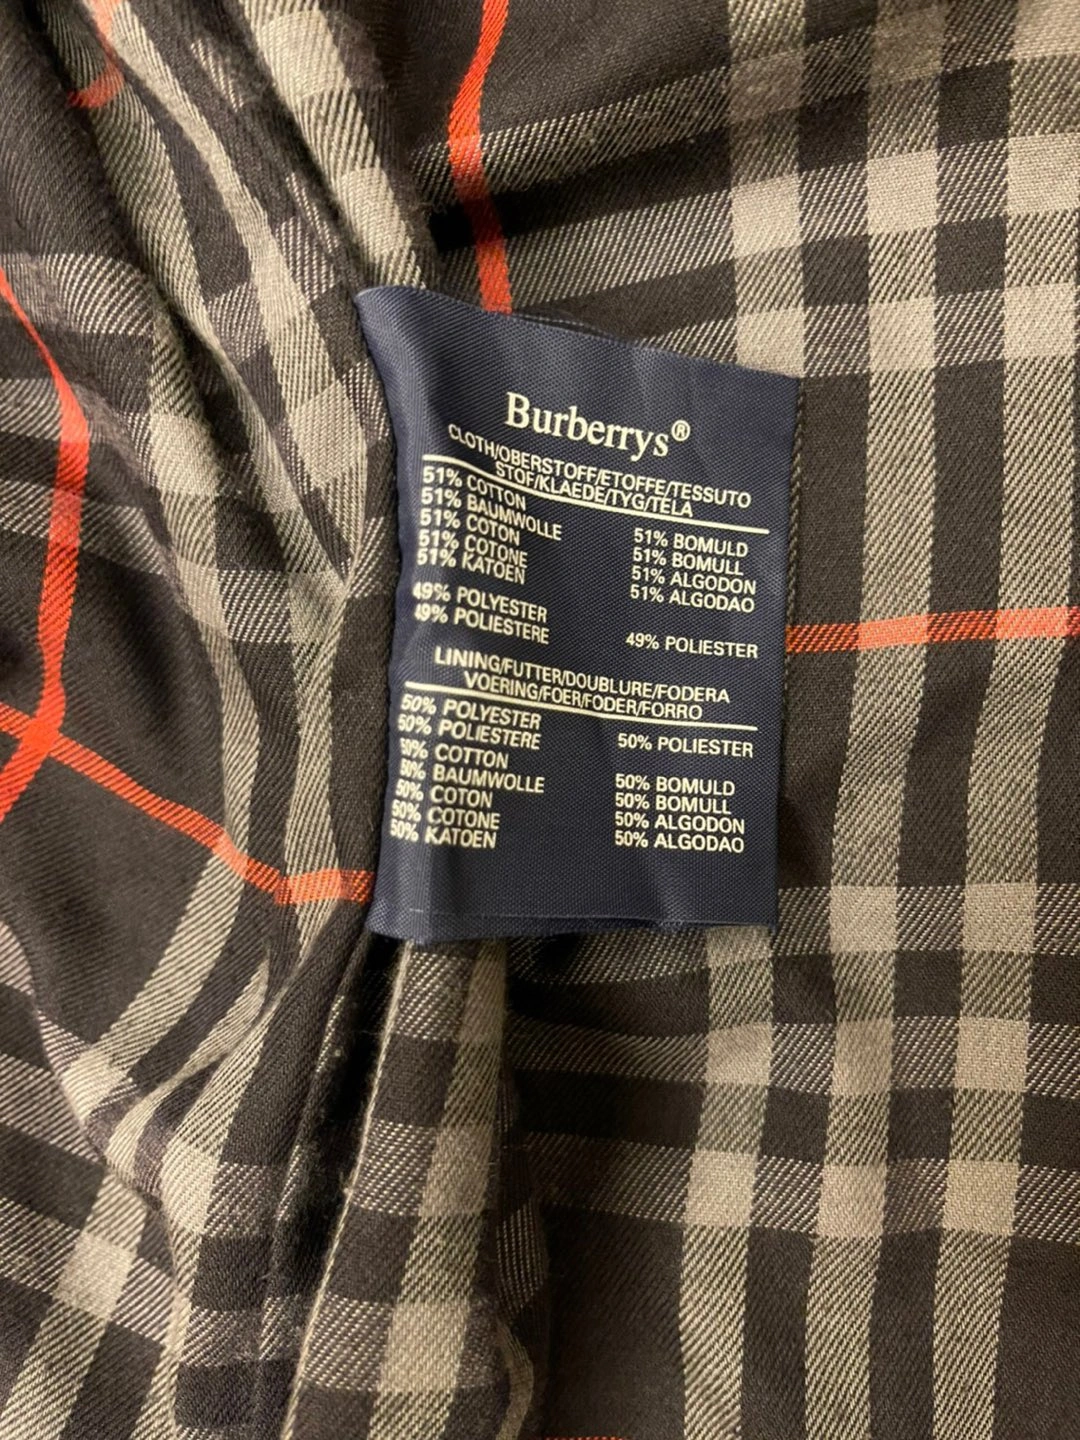 Burberrys®
CLOTH/OBERSTOFF/ETOFFE/TESSUTO
STOF/KLAEDE/TYG/TELA
51% COTTON
51% BAUMWOLLE
51% COTON
51% COTONE
51% KATOEN
51% BOMULD
51% BOMULL
51% ALGODON
51% ALGODAO
49% POLYESTER
49% POLIESTERE
49% POLIESTER
LINING/FUTTER/DOUBLURE/FODERA
VOERING/FOER/FODER/FORRO
50% POLYESTER
50% POLIESTERE
50% POLIESTER
50% COTTON
50% BAUMWOLLE
50% COTON
50% COTONE
50% KATOEN
50% BOMULD
50% BOMULL
50% ALGODON
50% ALGODAO